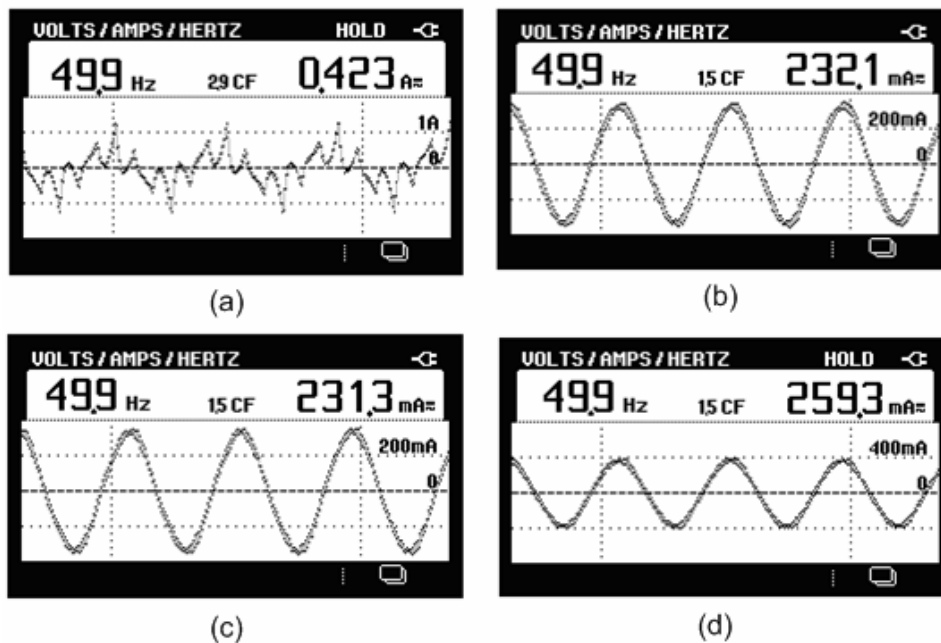 VOLTS/AMPS/HERTZ HOLD
49.9 Hz 2.9 CF 0.423 A≂
1A
0
(a)
VOLTS/AMPS/HERTZ
49.9 Hz 1.5 CF 232.1 mA≂
200mA
0
(b)
VOLTS/AMPS/HERTZ
49.9 Hz 1.5 CF 231.3 mA≂
200mA
0
(c)
VOLTS/AMPS/HERTZ HOLD
49.9 Hz 1.5 CF 259.3 mA≂
400mA
0
(d)